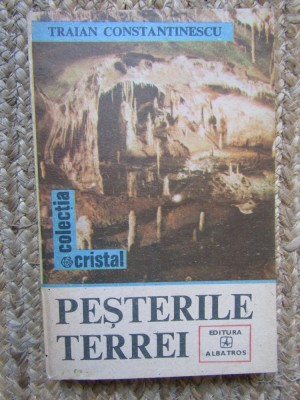 TRAIAN CONSTANTINESCU
colecția
cristal
PEȘTERILE
TERREI
EDITURA
ALBATROS